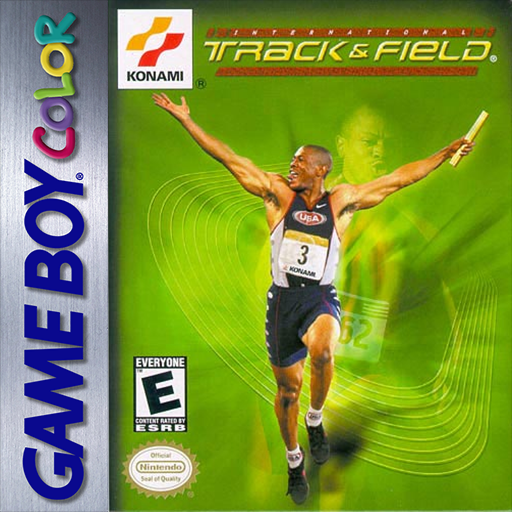 GAME BOY COLOR
®
KONAMI
®
INTERNATIONAL
TRACK & FIELD
®
USA
3
KONAMI
52
EVERYONE
E
CONTENT RATED BY
ESRB
Official
Nintendo
Seal of Quality